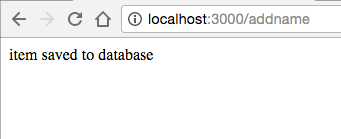 localhost:3000/addname
item saved to database